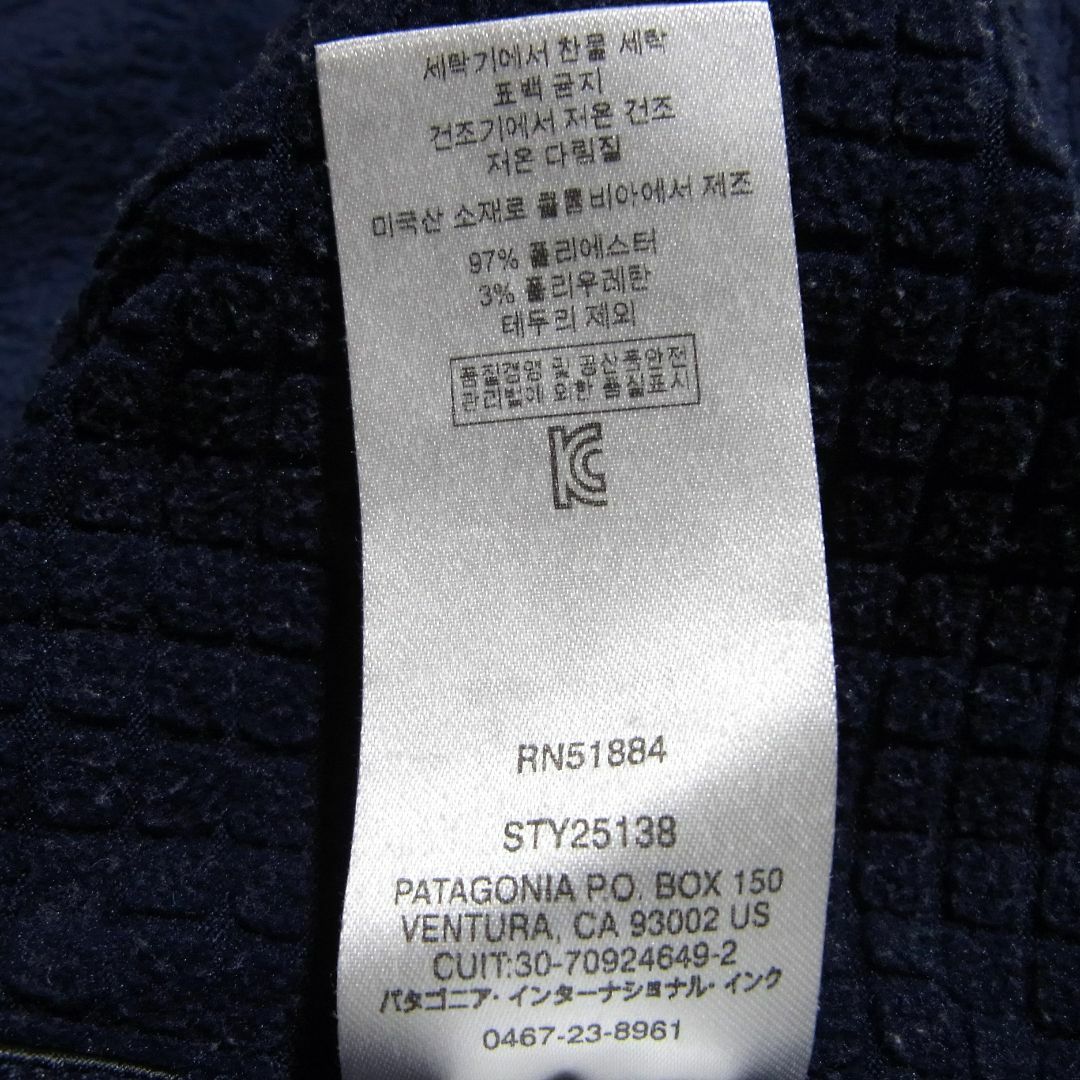 세탁기에서 찬물 세탁
표백 금지
건조기에서 저온 건조
저온 다림질
미국산 소재로 콜롬비아에서 제조
97% 폴리에스터
3% 폴리우레탄
테두리 제외
품질경영 및 공산품안전
관리법에 의한 품질표시
KC
RN51884
STY25138
PATAGONIA P.O. BOX 150
VENTURA, CA 93002 US
CUIT:30-70924649-2
パタゴニア・インターナショナル・インク
0467-23-8961